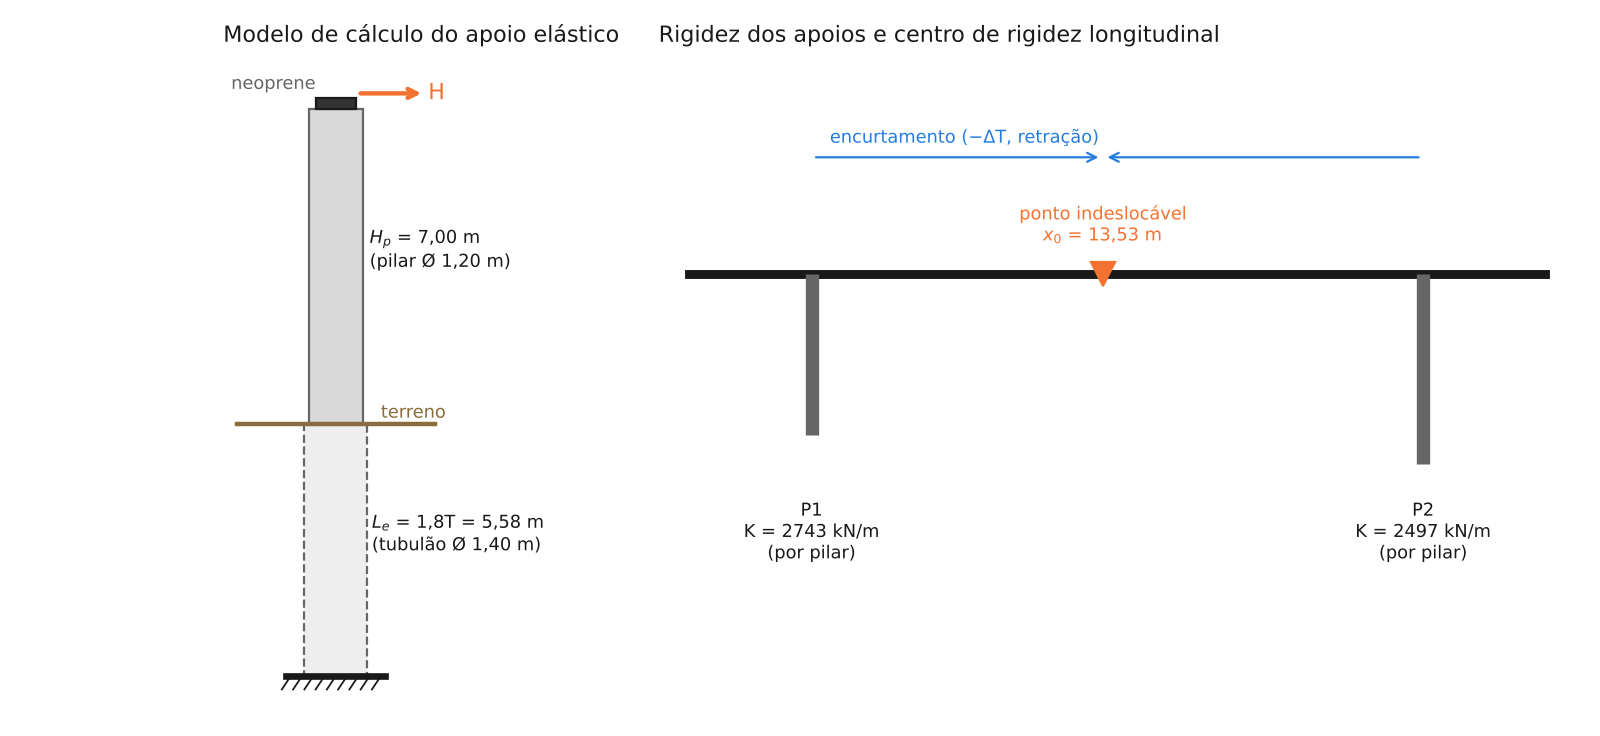 Modelo de cálculo do apoio elástico
neoprene
H
Hp = 7,00 m
(pilar Ø 1,20 m)
terreno
Le = 1,8T = 5,58 m
(tubulão Ø 1,40 m)
Rigidez dos apoios e centro de rigidez longitudinal
encurtamento (−ΔT, retração)
ponto indeslocável
x0 = 13,53 m
P1
K = 2743 kN/m
(por pilar)
P2
K = 2497 kN/m
(por pilar)